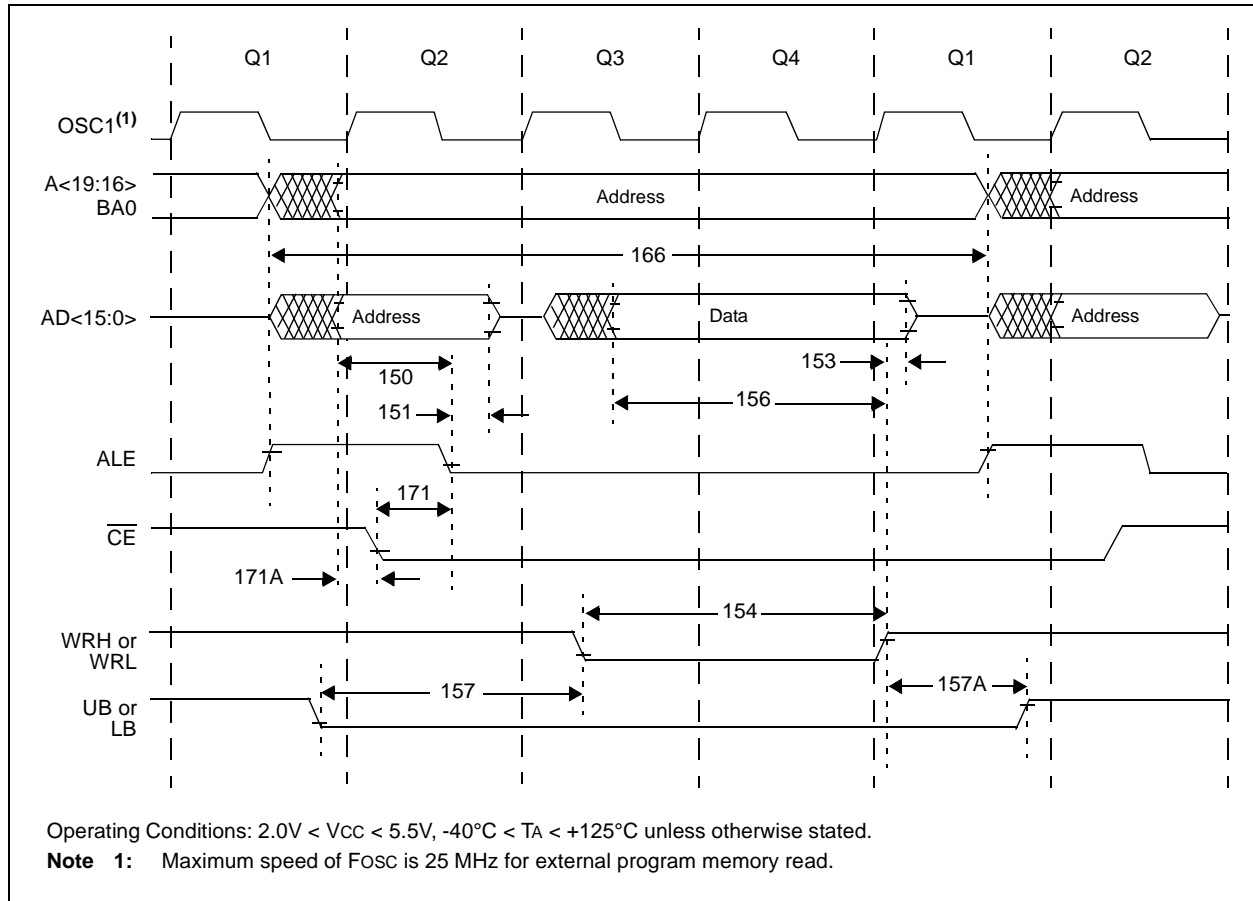 Q1 Q2 Q3 Q4 Q1 Q2
OSC1(1)
A<19:16>
BA0
Address
Address
166
AD<15:0>
Address
Data
Address
150
153
151
156
ALE
171
CE
171A
154
WRH or
WRL
157
157A
UB or
LB
Operating Conditions: 2.0V < VCC < 5.5V, -40°C < TA < +125°C unless otherwise stated.
Note 1: Maximum speed of FOSC is 25 MHz for external program memory read.